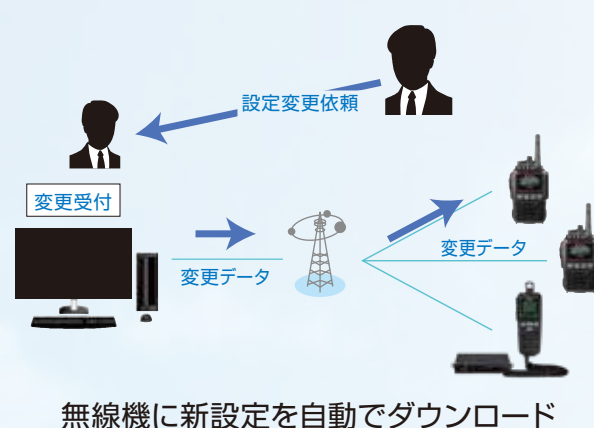 設定変更依頼
変更受付
変更データ
変更データ
無線機に新設定を自動でダウンロード